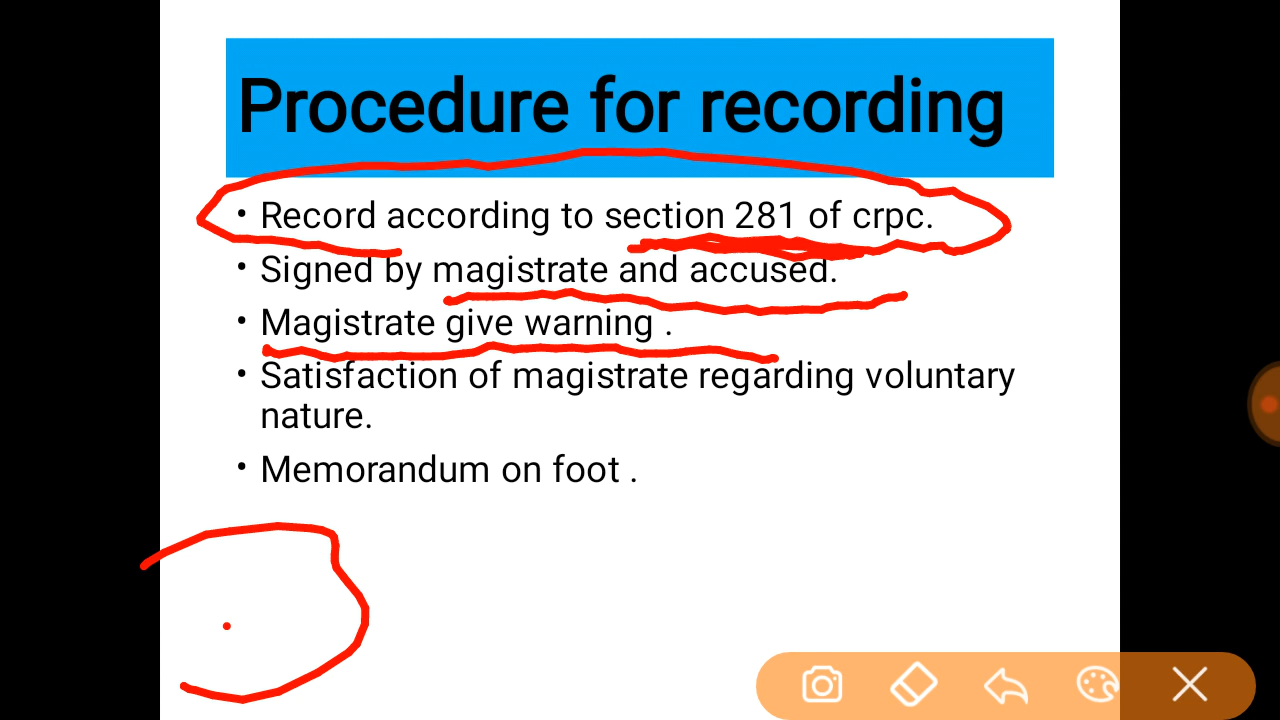 Procedure for recording
• Record according to section 281 of crpc.
• Signed by magistrate and accused.
• Magistrate give warning .
• Satisfaction of magistrate regarding voluntary
nature.
• Memorandum on foot .